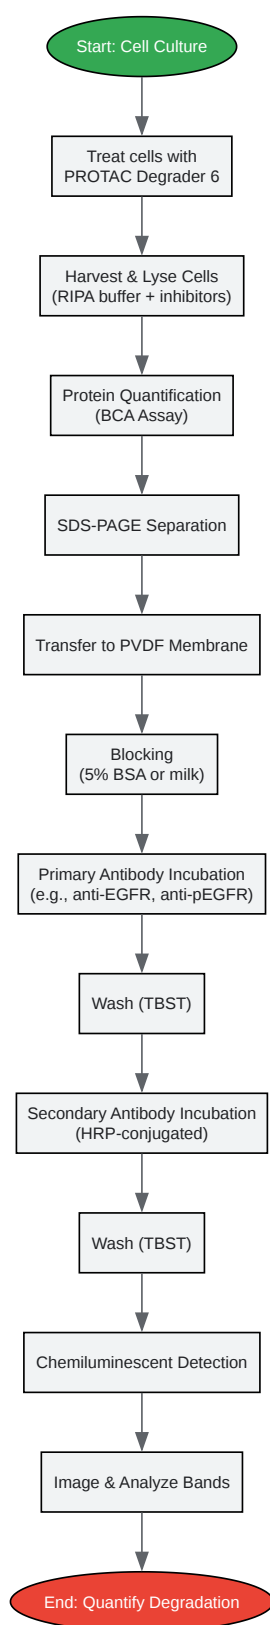 Start: Cell Culture
Treat cells with
PROTAC Degrader 6
Harvest & Lyse Cells
(RIPA buffer + inhibitors)
Protein Quantification
(BCA Assay)
SDS-PAGE Separation
Transfer to PVDF Membrane
Blocking
(5% BSA or milk)
Primary Antibody Incubation
(e.g., anti-EGFR, anti-pEGFR)
Wash (TBST)
Secondary Antibody Incubation
(HRP-conjugated)
Wash (TBST)
Chemiluminescent Detection
Image & Analyze Bands
End: Quantify Degradation